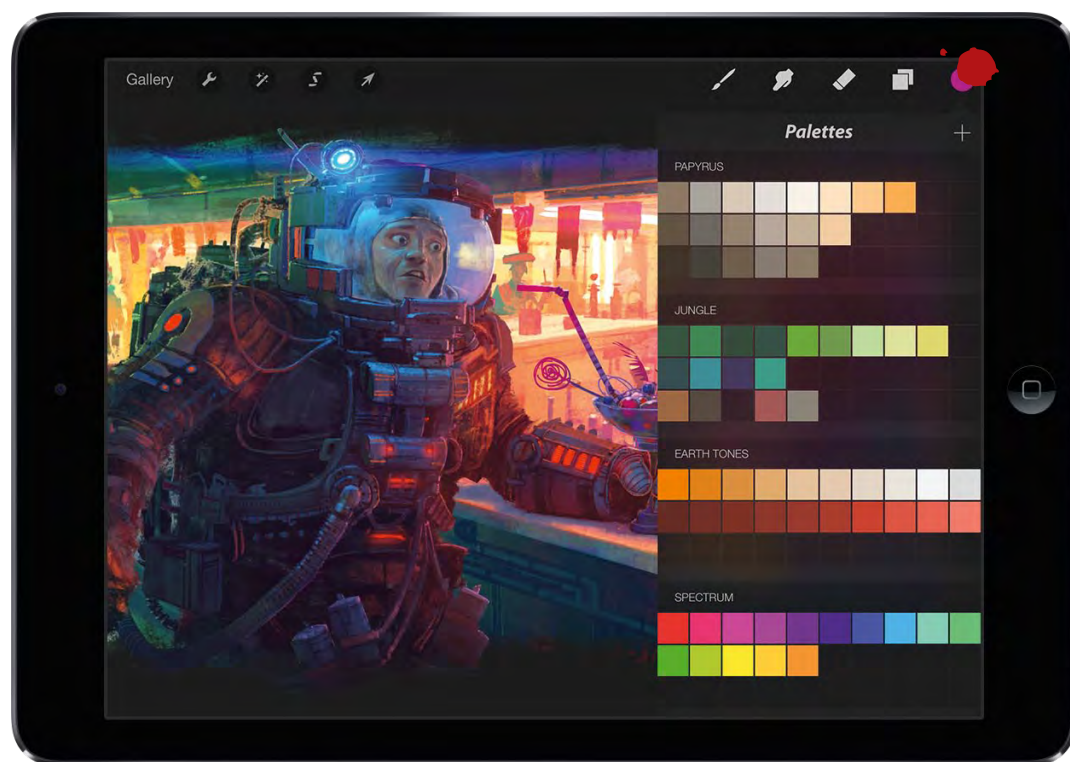 Gallery
Palettes
PAPYRUS
JUNGLE
EARTH TONES
SPECTRUM